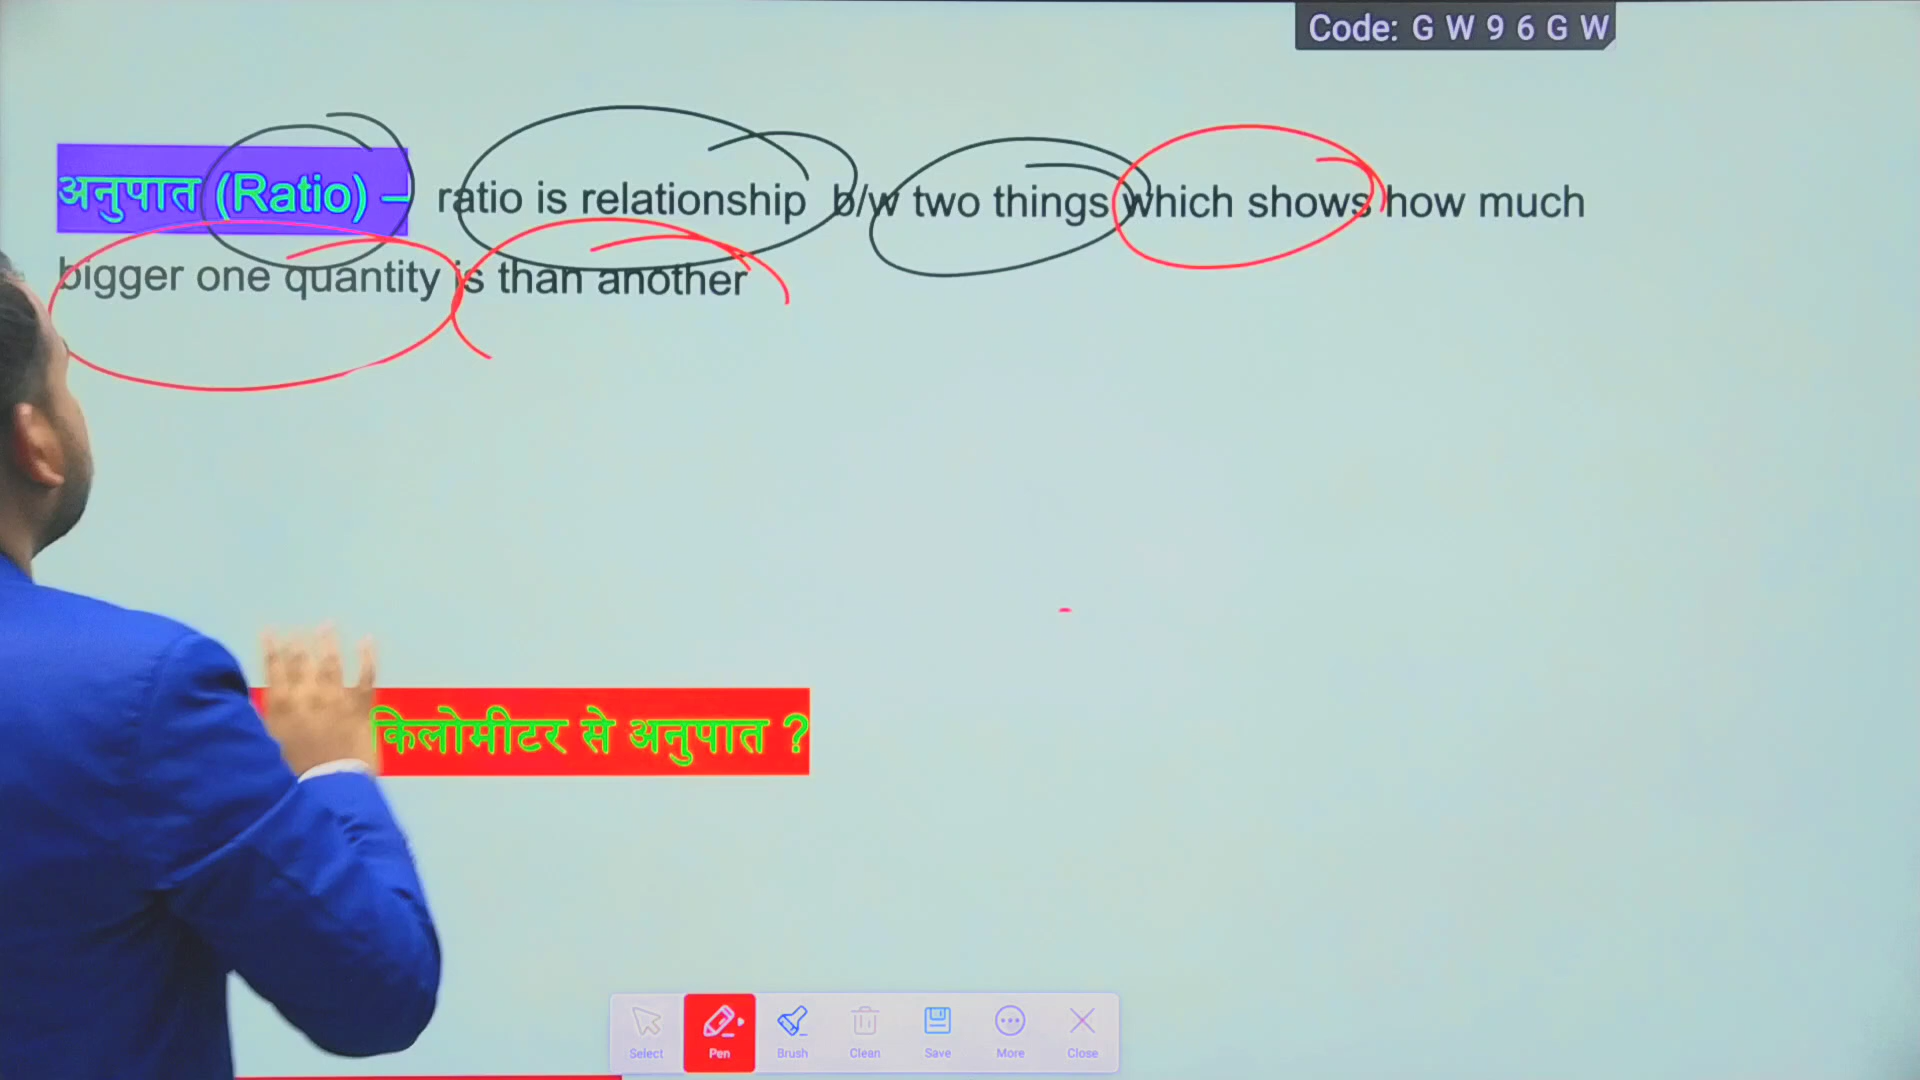 Code: G W 9 6 G W
अनुपात (Ratio) – ratio is relationship b/w two things which shows how much
bigger one quantity is than another
किलोमीटर से अनुपात ?
Select Pen Brush Clean Save More Close